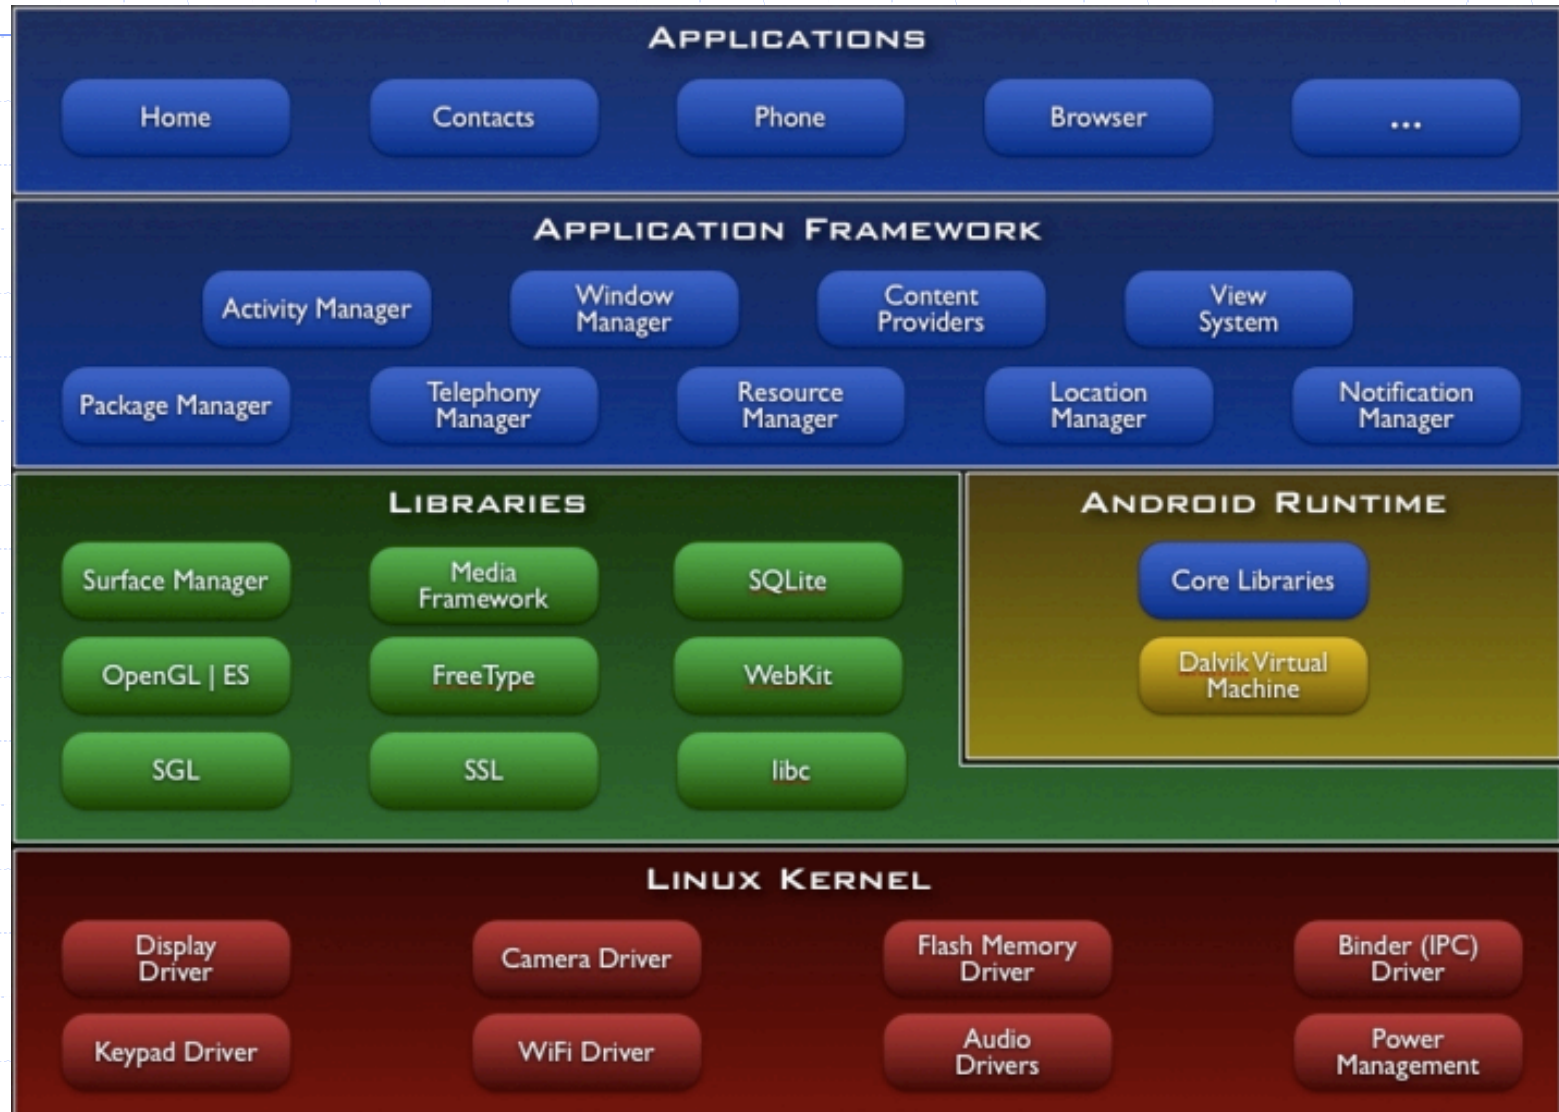 APPLICATIONS
Home
Contacts
Phone
Browser
...
APPLICATION FRAMEWORK
Activity Manager
Window
Manager
Content
Providers
View
System
Package Manager
Telephony
Manager
Resource
Manager
Location
Manager
Notification
Manager
LIBRARIES
Surface Manager
Media
Framework
SQLite
OpenGL | ES
FreeType
WebKit
SGL
SSL
libc
ANDROID RUNTIME
Core Libraries
Dalvik Virtual
Machine
LINUX KERNEL
Display
Driver
Camera Driver
Flash Memory
Driver
Binder (IPC)
Driver
Keypad Driver
WiFi Driver
Audio
Drivers
Power
Management